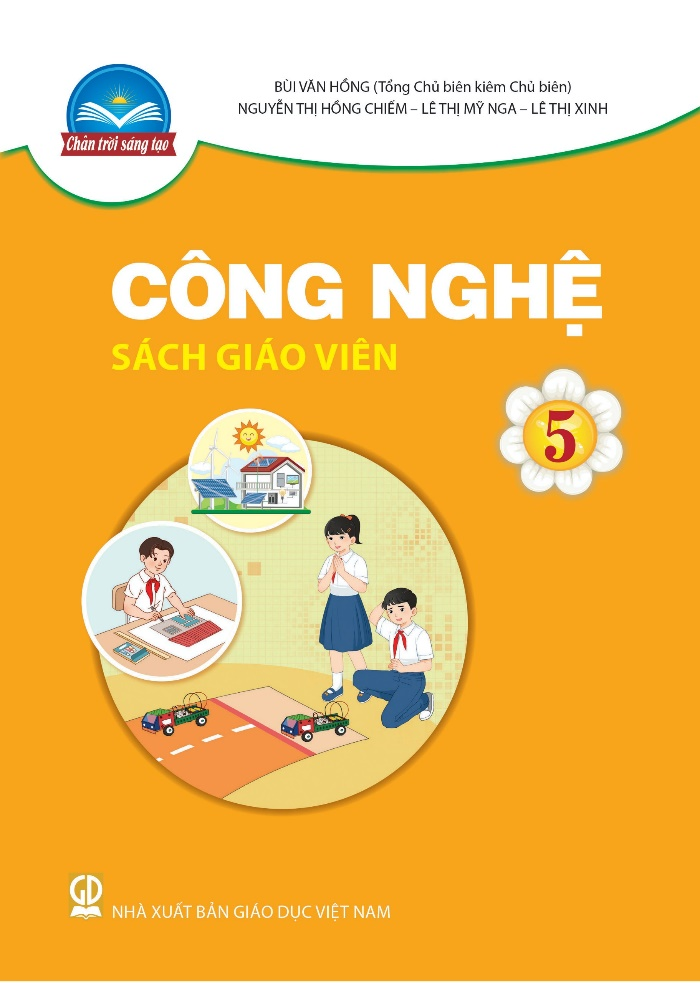 BÙI VĂN HỒNG (Tổng Chủ biên kiêm Chủ biên)
NGUYỄN THỊ HỒNG CHIẾM – LÊ THỊ MỸ NGA – LÊ THỊ XINH
Chân trời sáng tạo
CÔNG NGHỆ
SÁCH GIÁO VIÊN
5
GD
NHÀ XUẤT BẢN GIÁO DỤC VIỆT NAM